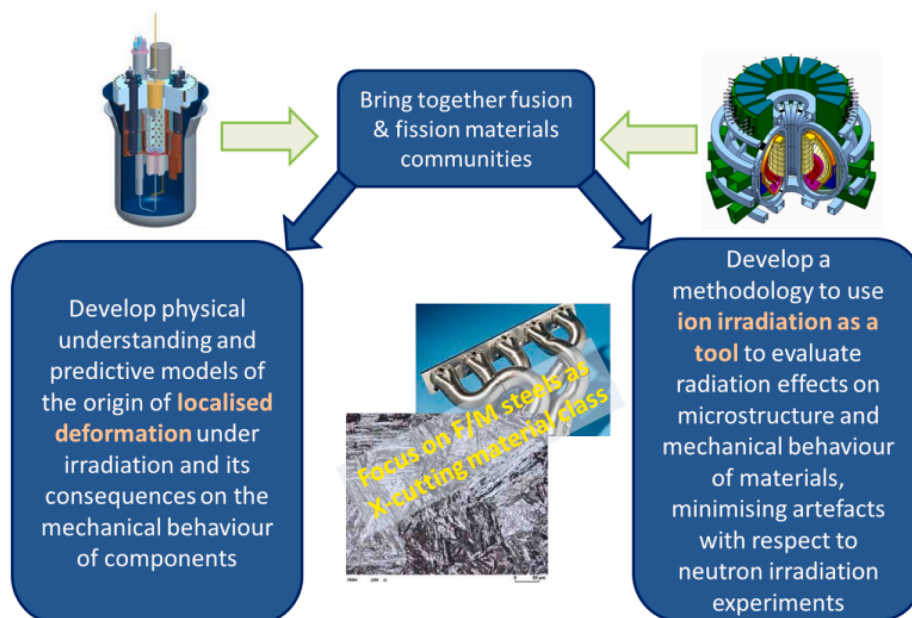 Bring together fusion
& fission materials
communities
Develop physical
understanding and
predictive models of
the origin of localised
deformation under
irradiation and its
consequences on the
mechanical behaviour
of components
Focus on F/M steels as
X-cutting material class
Develop a
methodology to use
ion irradiation as a
tool to evaluate
radiation effects on
microstructure and
mechanical behaviour
of materials,
minimising artefacts
with respect to
neutron irradiation
experiments